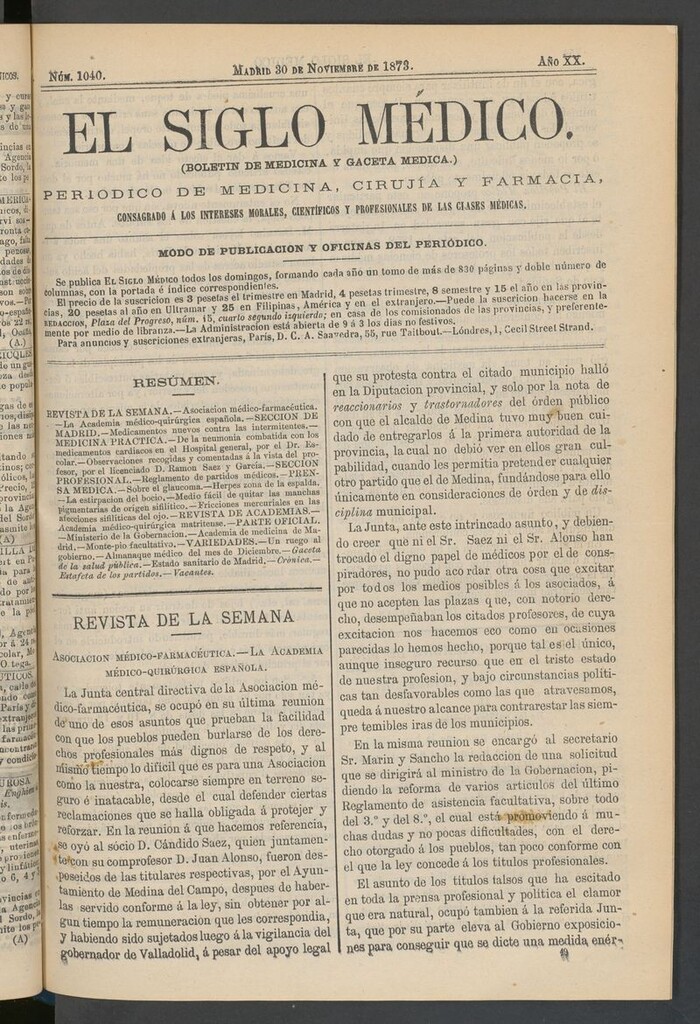 NÚM. 1040.
MADRID 30 DE NOVIEMBRE DE 1873.
AÑO XX.
EL SIGLO MÉDICO.
(BOLETIN DE MEDICINA Y GACETA MEDICA.)
PERIODICO DE MEDICINA, CIRUJÍA Y FARMACIA,
CONSAGRADO Á LOS INTERESES MORALES, CIENTÍFICOS Y PROFESIONALES DE LAS CLASES MÉDICAS.
MODO DE PUBLICACION Y OFICINAS DEL PERIÓDICO.
Se publica EL SIGLO MÉDICO todos los domingos, formando cada año un tomo de más de 830 páginas y doble número de
columnas, con la portada é índice correspondientes.
El precio de la suscricion es 3 pesetas el trimestre en Madrid, 4 pesetas trimestre, 8 semestre y 15 el año en las provin-
cias, 20 pesetas al año en Ultramar y 25 en Filipinas, América y en el extranjero.—Puede la suscricion hacerse en la
REDACCION, Plaza del Progreso, núm. 15, cuarto segundo izquierdo; en casa de los comisionados de las provincias, y preferente-
mente por medio de libranza.—La Administracion está abierta de 9 á 3 los dias no festivos.
Para anuncios y suscriciones extranjeras, París, D. C. A. Saavedra, 55, rue Taitbout.—Lóndres, 1, Cecil Street Strand.
RESÚMEN.
REVISTA DE LA SEMANA.—Asociacion médico-farmacéutica.
—La Academia médico-quirúrgica española.—SECCION DE
MADRID.—Medicamentos nuevos contra las intermitentes.—
MEDICINA PRACTICA.—De la neumonia combatida con los
medicamentos cardiacos en el Hospital general, por el Dr. Es-
colar.—Observaciones recogidas y comentadas á la vista del pro-
fesor, por el licenciado D. Ramon Saez y García.—SECCION
PROFESIONAL.—Reglamento de partidos médicos.—PREN-
SA MEDICA.—Sobre el glaucoma.—Herpes zona de la espalda.
—La estirpacion del bocio.—Medio fácil de quitar las manchas
pigmentarias de origen sifilítico.—Fricciones mercuriales en las
afecciones sifilíticas del ojo.—REVISTA DE ACADEMIAS.—
Academia médico-quirúrgica matritense.—PARTE OFICIAL.
—Ministerio de la Gobernacion.—Academia de medicina de Ma-
drid.—Monte-pio facultativo.—VARIEDADES.—Un ruego al
gobierno.—Almanaque médico del mes de Diciembre.—Gaceta
de la salud pública.—Estado sanitario de Madrid.—Crónica.—
Estafeta de los partidos.—Vacantes.
REVISTA DE LA SEMANA
ASOCIACION MÉDICO-FARMACÉUTICA.—LA ACADEMIA
MÉDICO-QUIRÚRGICA ESPAÑOLA.
La Junta central directiva de la Asociacion mé-
dico-farmacéutica, se ocupó en su última reunion
de uno de esos asuntos que prueban la facilidad
con que los pueblos pueden burlarse de los dere-
chos profesionales más dignos de respeto, y al
mismo tiempo lo difícil que es para una Asociacion
como la nuestra, colocarse siempre en terreno se-
guro é inatacable, desde el cual defender ciertas
reclamaciones que se halla obligada á protejer y
reforzar. En la reunión á que hacemos referencia,
se oyó al sócio D. Cándido Saez, quien juntamen-
te con su comprofesor D. Juan Alonso, fueron des-
poseidos de las titulares respectivas, por el Ayun-
tamiento de Medina del Campo, despues de haber-
las servido conforme á la ley, sin obtener por al-
gun tiempo la remuneracion que les correspondia,
y habiendo sido sujetados luego á la vigilancia del
gobernador de Valladolid, á pesar del apoyo legal
que su protesta contra el citado municipio halló
en la Diputacion provincial, y solo por la nota de
reaccionarios y trastornadores del órden público
con que el alcalde de Medina tuvo muy buen cui-
dado de entregarlos á la primera autoridad de la
provincia, la cual no debió ver en ellos gran cul-
pabilidad, cuando les permitia pretender cualquier
otro partido que el de Medina, fundándose para ello
únicamente en consideraciones de órden y de dis-
ciplina municipal.
La Junta, ante este intrincado asunto, y debien-
do creer que ni el Sr. Saez ni el Sr. Alonso han
trocado el digno papel de médicos por el de cons-
piradores, no pudo acordar otra cosa que excitar
por todos los medios posibles á los asociados, á
que no acepten las plazas que, con notorio dere-
cho, desempeñaban los citados profesores, de cuya
excitacion nos hacemos eco como en ocasiones
parecidas lo hemos hecho, porque tal es el único,
aunque inseguro recurso que en el triste estado
de nuestra profesion, y bajo circunstancias políti-
cas tan desfavorables como las que atravesamos,
queda á nuestro alcance para contrarestar las siem-
pre temibles iras de los municipios.
En la misma reunion se encargó al secretario
Sr. Marin y Sancho la redaccion de una solicitud
que se dirigirá al ministro de la Gobernacion, pi-
diendo la reforma de varios articulos del último
Reglamento de asistencia facultativa, sobre todo
del 3.º y del 8.º, el cual está promoviendo á mu-
chas dudas y no pocas dificultades, con el dere-
cho otorgado á los pueblos, tan poco conforme con
el que la ley concede á los títulos profesionales.
El asunto de los títulos falsos que ha escitado
en toda la prensa profesional y política el clamor
que era natural, ocupó tambien á la referida Jun-
ta, que por su parte eleva al Gobierno exposicio-
nes para conseguir que se dicte una medida enér-